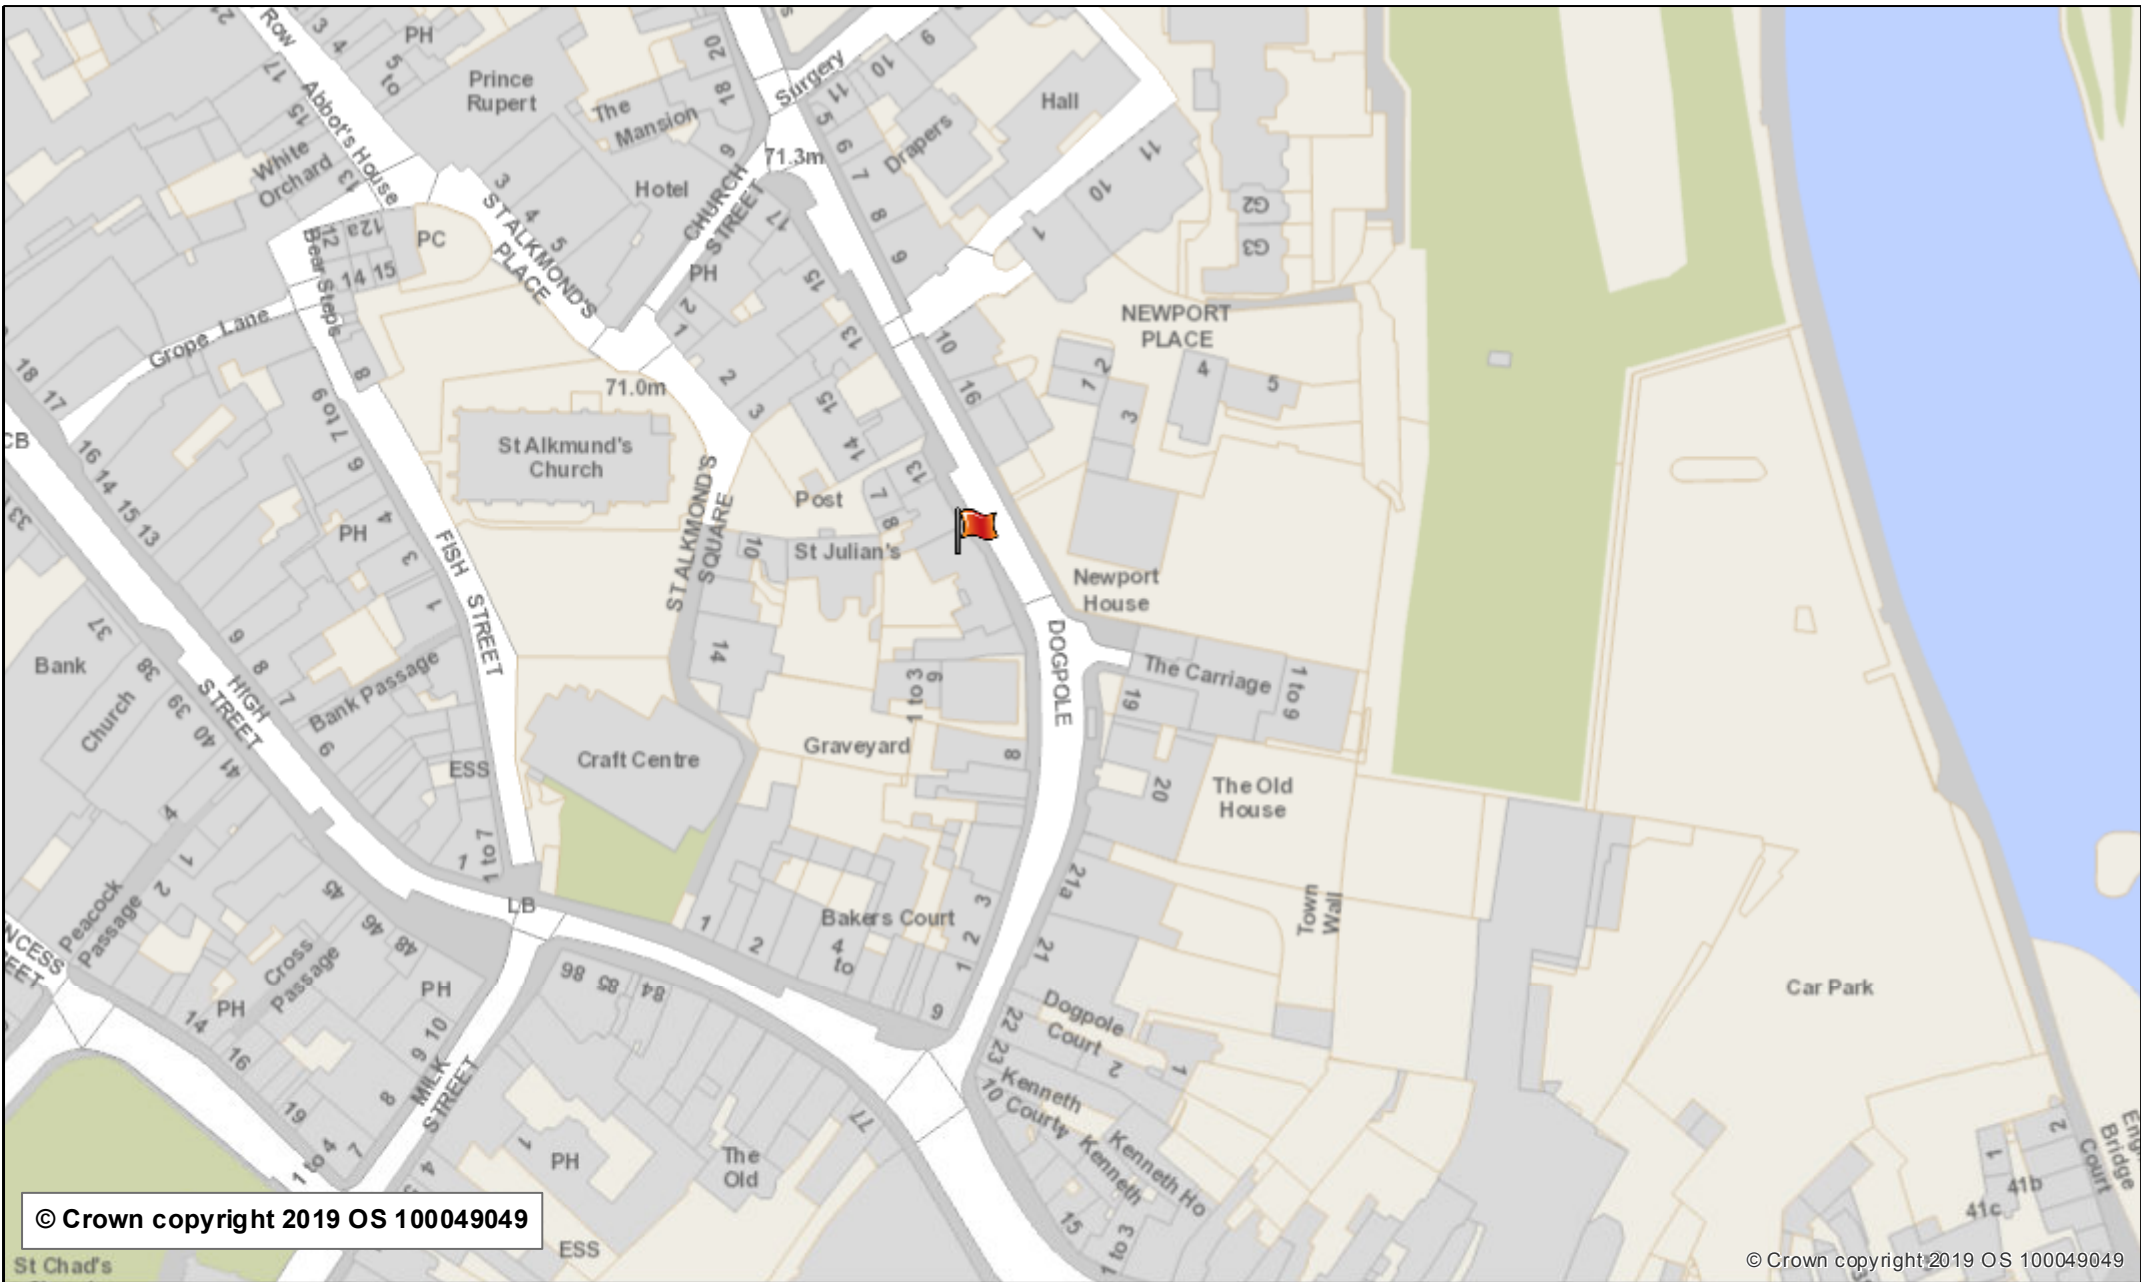 21
Row
3
4
PH
5
to
17
Abbot's House
15
White
Orchard
13
Prince
Rupert
The
Mansion
20
18
Surgery
9
10
11
5
6
7
8
9
Drapers
Hall
11
10
1
G2
G3
71.3m
6
CHURCH
STREET
Hotel
17
PH
2
1
15
13
3
4
5
ST ALKMOND'S
PLACE
12
12a
PC
14
15
Bear Steps
Grope Lane
18
17
8
CB
16
14
15
13
7 to 9
6
PH
4
3
1
33
71.0m
St Alkmund's
Church
2
3
15
14
13
Post
7
8
10
16
NEWPORT
PLACE
1
2
3
4
5
ST ALKMOND'S
SQUARE
10
St Julian's
14
FISH STREET
Newport
House
DOGPOLE
The Carriage
1 to 9
19
20
The Old
House
1 to 3
9
8
Graveyard
Craft Centre
Bank
37
38
Church
39
40
41
HIGH
STREET
9
8
7
6
Bank Passage
ESS
1
1 to 7
LB
4
1
2
Peacock
Passage
45
46
48
Cross
Passage
PH
14
16
19
1 to 4
7
8
9
10
PH
MILK
STREET
NCESS
EET
86
85
84
1
2
4
to
Bakers Court
3
2
1
6
21a
21
22
23
Dogpole
Court
2
1
Town
Wall
Car Park
10
Kenneth
Court
Kenneth
Kenneth Ho
15
1 to 3
77
The
Old
1
PH
4
ESS
St Chad's
1
2
41b
41c
Bridge
Court
© Crown copyright 2019 OS 100049049
© Crown copyright 2019 OS 100049049